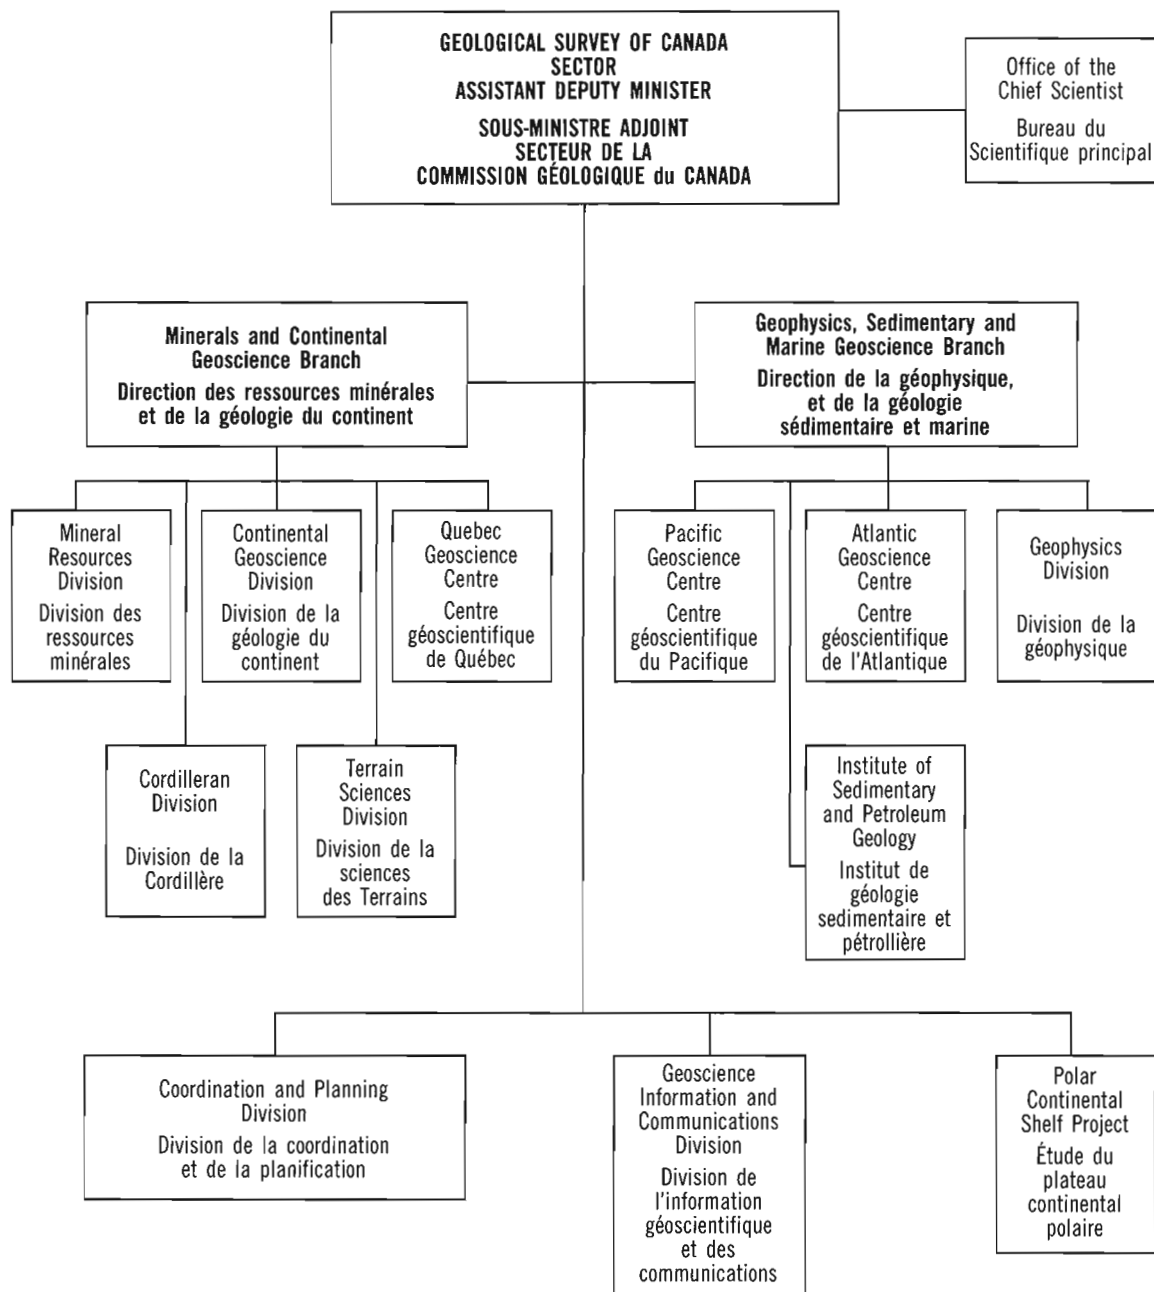 GEOLOGICAL SURVEY OF CANADA
SECTOR
ASSISTANT DEPUTY MINISTER
SOUS-MINISTRE ADJOINT
SECTEUR DE LA
COMMISSION GÉOLOGIQUE du CANADA
Office of the
Chief Scientist
Bureau du
Scientifique principal
Minerals and Continental
Geoscience Branch
Direction des ressources minérales
et de la géologie du continent
Geophysics, Sedimentary and
Marine Geoscience Branch
Direction de la géophysique,
et de la géologie
sédimentaire et marine
Mineral
Resources
Division
Division des
ressources
minérales
Continental
Geoscience
Division
Division de la
géologie du
continent
Quebec
Geoscience
Centre
Centre
géoscientifique
de Québec
Pacific
Geoscience
Centre
Centre
géoscientifique
du Pacifique
Atlantic
Geoscience
Centre
Centre
géoscientifique
de l'Atlantique
Geophysics
Division
Division de la
géophysique
Cordilleran
Division
Division de la
Cordillère
Terrain
Sciences
Division
Division de la
sciences
des Terrains
Institute of
Sedimentary
and Petroleum
Geology
Institut de
géologie
sedimentaire et
pétrollière
Coordination and Planning
Division
Division de la coordination
et de la planification
Geoscience
Information and
Communications
Division
Division de
l'information
géoscientifique
et des
communications
Polar
Continental
Shelf Project
Étude du
plateau
continental
polaire